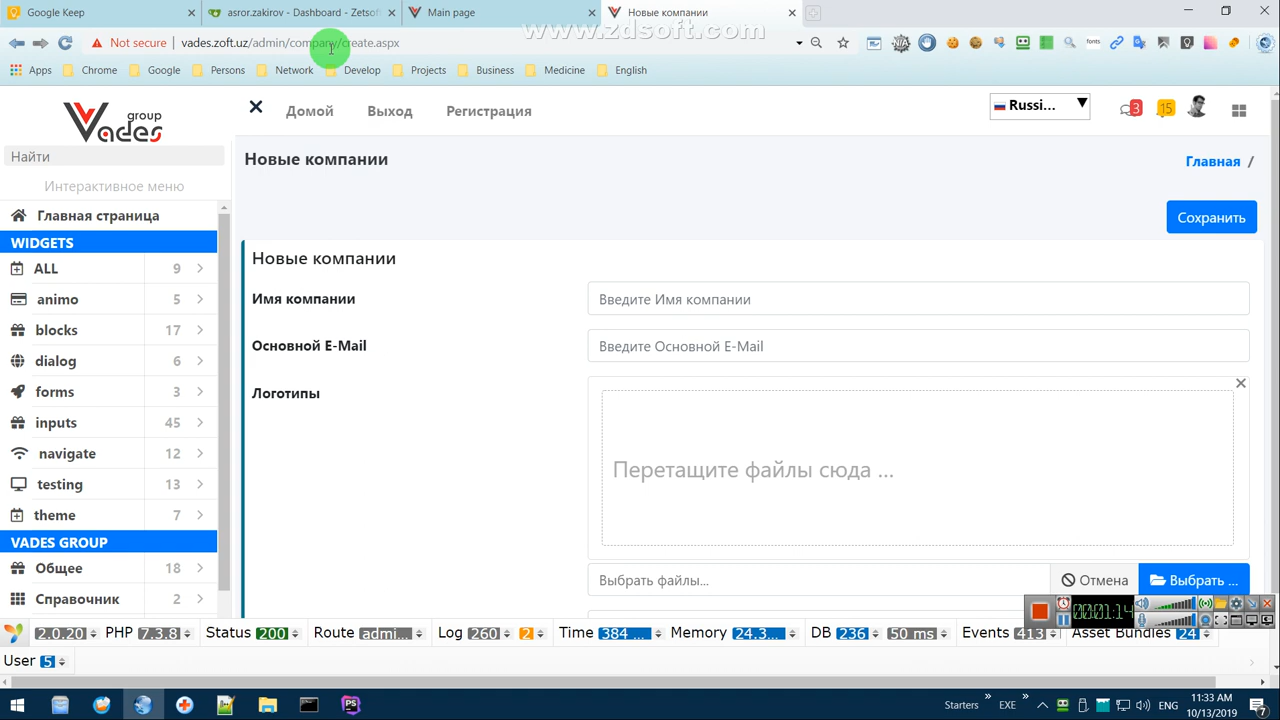 Google Keep
asror.zakirov - Dashboard - Zetsof
Main page
Новые компании
www.zdsoft.com
Not secure | vades.zoft.uz/admin/company/create.aspx
Apps Chrome Google Persons Network Develop Projects Business Medicine English
Vades group
Домой Выход Регистрация
Russi... ▼ 3 15
Найти
Новые компании
Главная /
Интерактивное меню
Главная страница
Сохранить
WIDGETS
Новые компании
ALL 9
Имя компании
Введите Имя компании
animo 5
blocks 17
Основной E-Mail
Введите Основной E-Mail
dialog 6
forms 3
Логотипы
inputs 45
navigate 12
Перетащите файлы сюда ...
testing 13
theme 7
VADES GROUP
Общее 18
Выбрать файлы...
Отмена
Выбрать ...
Справочник 2
00:01:14
2.0.20 PHP 7.3.8 Status 200 Route admi... Log 260 2 Time 384 ... Memory 24.3... DB 236 50 ms Events 413 Asset Bundles 24
User 5
Starters » EXE » ENG
11:33 AM
10/13/2019
7